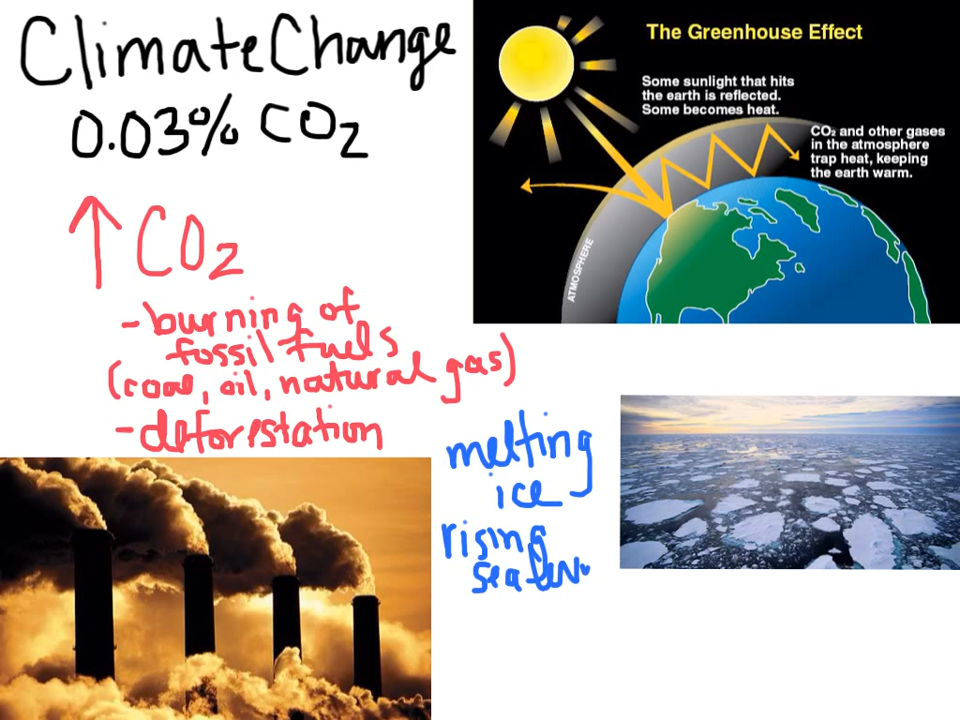 Climate Change
0.03% CO2
↑ CO2
- burning of
fossil fuels
(coal, oil, natural gas)
- deforestation
The Greenhouse Effect
Some sunlight that hits
the earth is reflected.
Some becomes heat.
CO2 and other gases
in the atmosphere
trap heat, keeping
the earth warm.
ATMOSPHERE
melting
ice
rising
sea